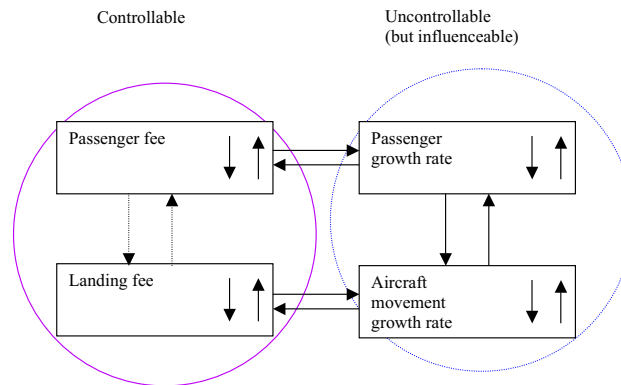 Controllable
Uncontrollable
(but influenceable)
Passenger fee
Passenger
growth rate
Landing fee
Aircraft
movement
growth rate